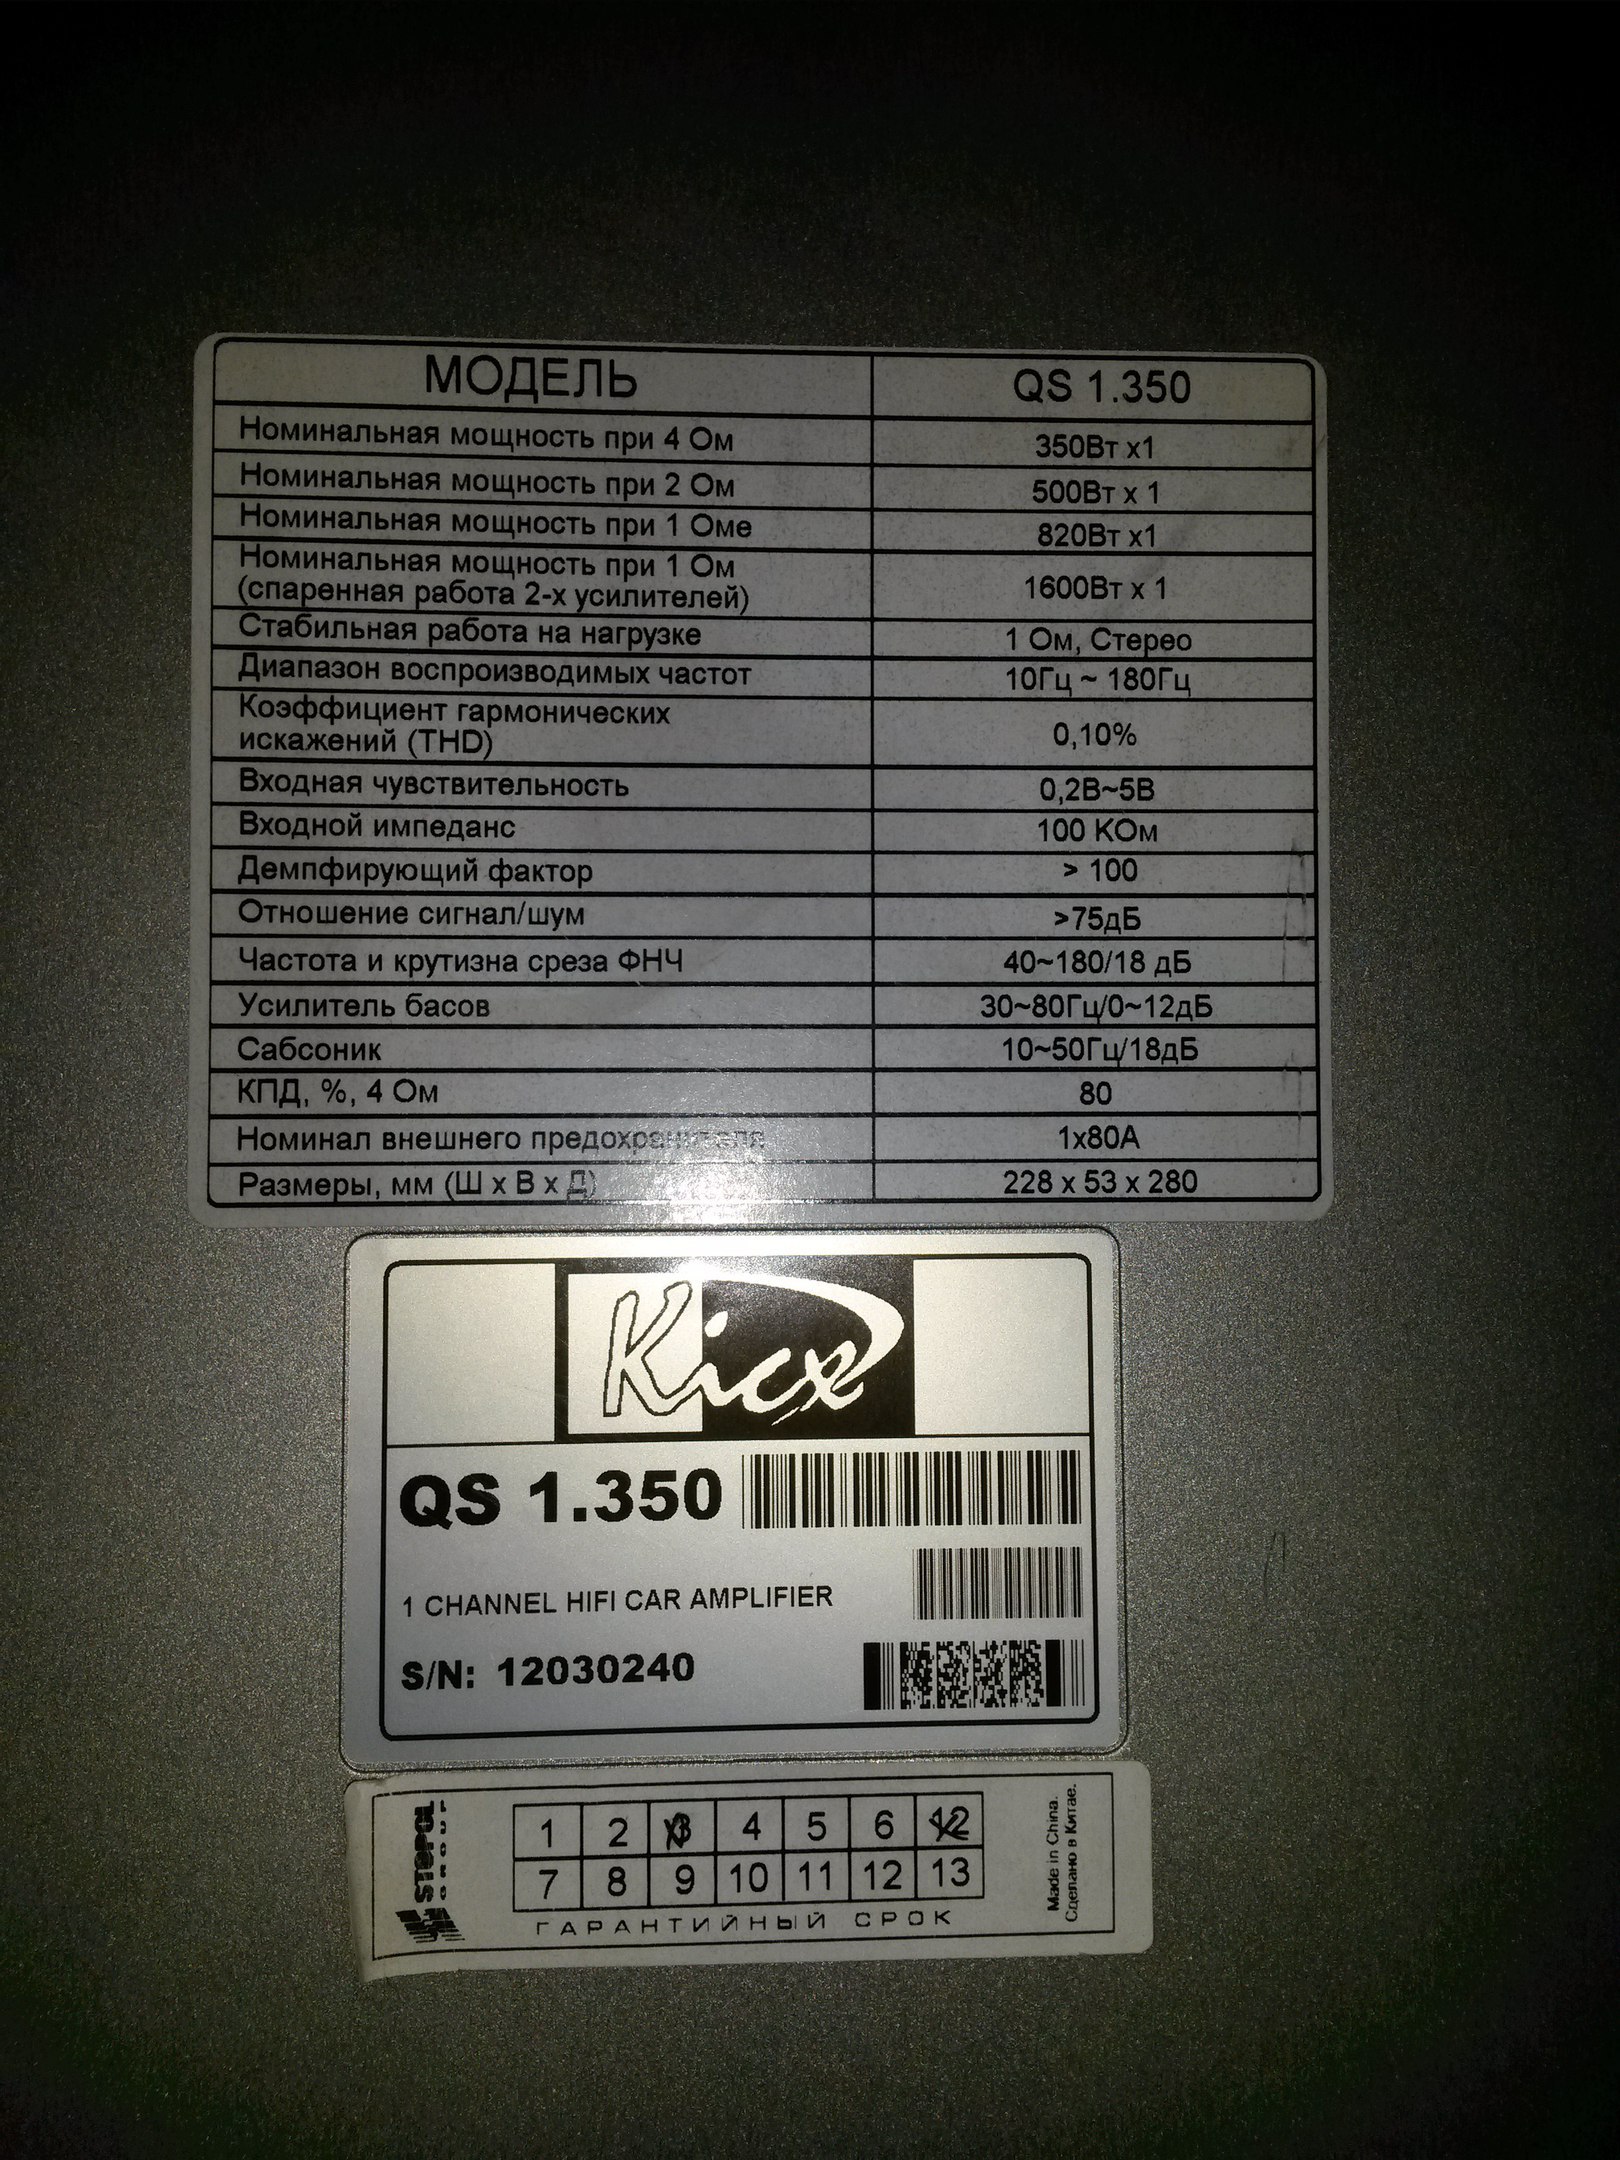 МОДЕЛЬ QS 1.350
Номинальная мощность при 4 Ом 350Вт x1
Номинальная мощность при 2 Ом 500Вт x 1
Номинальная мощность при 1 Оме 820Вт x1
Номинальная мощность при 1 Ом
(спаренная работа 2-х усилителей) 1600Вт x 1
Стабильная работа на нагрузке 1 Ом, Стерео
Диапазон воспроизводимых частот 10Гц ~ 180Гц
Коэффициент гармонических
искажений (THD) 0,10%
Входная чувствительность 0,2В~5В
Входной импеданс 100 КОм
Демпфирующий фактор > 100
Отношение сигнал/шум >75дБ
Частота и крутизна среза ФНЧ 40~180/18 дБ
Усилитель басов 30~80Гц/0~12дБ
Сабсоник 10~50Гц/18дБ
КПД, %, 4 Ом 80
Номинал внешнего предохранителя 1x80А
Размеры, мм (Ш x В x Д) 228 x 53 x 280
Kicx
QS 1.350
1 CHANNEL HIFI CAR AMPLIFIER
S/N: 12030240
STOPOL
GROUP
1 2 3 4 5 6 12
7 8 9 10 11 12 13
ГАРАНТИЙНЫЙ СРОК
Made in China.
Сделано в Китае.